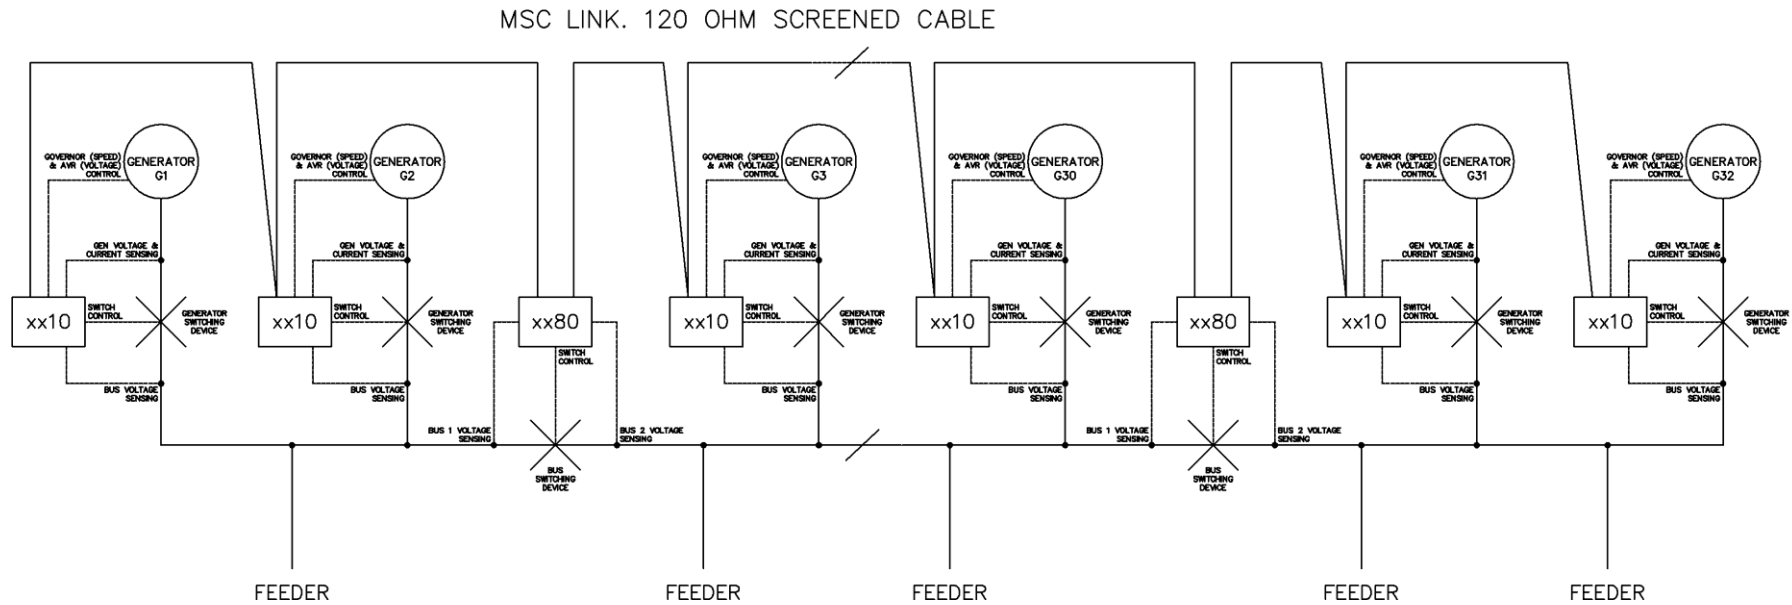 MSC LINK. 120 OHM SCREENED CABLE
GOVERNOR (SPEED)
& AVR (VOLTAGE)
CONTROL
GENERATOR
G1
GOVERNOR (SPEED)
& AVR (VOLTAGE)
CONTROL
GENERATOR
G2
GOVERNOR (SPEED)
& AVR (VOLTAGE)
CONTROL
GENERATOR
G3
GOVERNOR (SPEED)
& AVR (VOLTAGE)
CONTROL
GENERATOR
G30
GOVERNOR (SPEED)
& AVR (VOLTAGE)
CONTROL
GENERATOR
G31
GOVERNOR (SPEED)
& AVR (VOLTAGE)
CONTROL
GENERATOR
G32
GEN VOLTAGE &
CURRENT SENSING
GEN VOLTAGE &
CURRENT SENSING
GEN VOLTAGE &
CURRENT SENSING
GEN VOLTAGE &
CURRENT SENSING
GEN VOLTAGE &
CURRENT SENSING
GEN VOLTAGE &
CURRENT SENSING
xx10
SWITCH
CONTROL
GENERATOR
SWITCHING
DEVICE
xx10
SWITCH
CONTROL
GENERATOR
SWITCHING
DEVICE
xx80
SWITCH
CONTROL
xx10
SWITCH
CONTROL
GENERATOR
SWITCHING
DEVICE
xx10
SWITCH
CONTROL
GENERATOR
SWITCHING
DEVICE
xx80
SWITCH
CONTROL
xx10
SWITCH
CONTROL
GENERATOR
SWITCHING
DEVICE
xx10
SWITCH
CONTROL
GENERATOR
SWITCHING
DEVICE
BUS VOLTAGE
SENSING
BUS VOLTAGE
SENSING
BUS VOLTAGE
SENSING
BUS VOLTAGE
SENSING
BUS VOLTAGE
SENSING
BUS VOLTAGE
SENSING
BUS 1 VOLTAGE
SENSING
BUS 2 VOLTAGE
SENSING
BUS
SWITCHING
DEVICE
BUS 1 VOLTAGE
SENSING
BUS 2 VOLTAGE
SENSING
BUS
SWITCHING
DEVICE
FEEDER
FEEDER
FEEDER
FEEDER
FEEDER